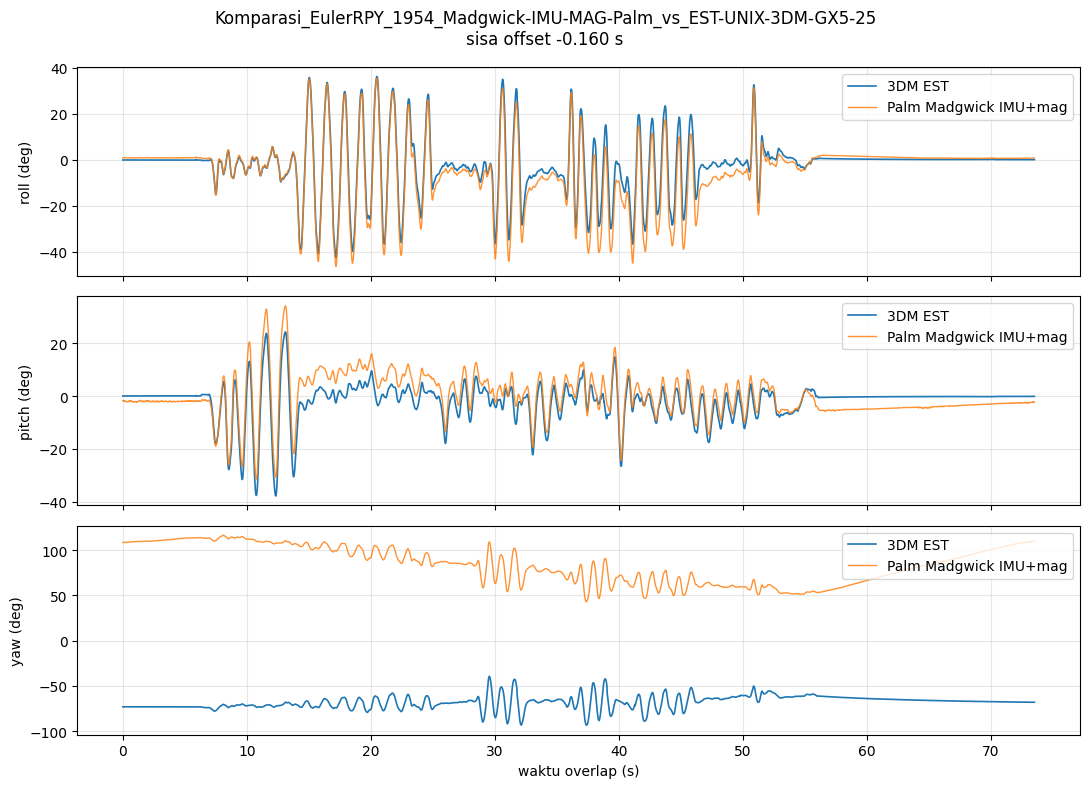 Komparasi_EulerRPY_1954_Madgwick-IMU-MAG-Palm_vs_EST-UNIX-3DM-GX5-25
sisa offset -0.160 s
40
20
0
−20
−40
roll (deg)
3DM EST
Palm Madgwick IMU+mag
20
0
−20
−40
pitch (deg)
3DM EST
Palm Madgwick IMU+mag
100
50
0
−50
−100
yaw (deg)
3DM EST
Palm Madgwick IMU+mag
0 10 20 30 40 50 60 70
waktu overlap (s)